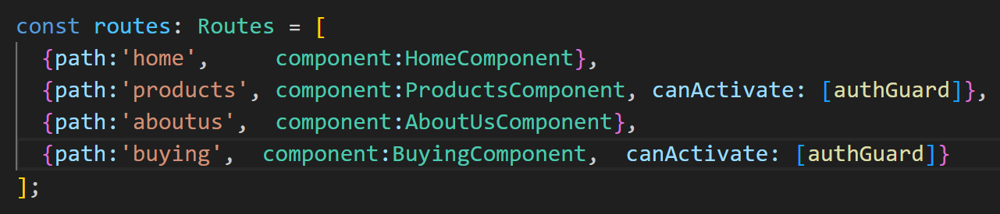 const routes: Routes = [
  {path:'home',     component:HomeComponent},
  {path:'products', component:ProductsComponent, canActivate: [authGuard]},
  {path:'aboutus',  component:AboutUsComponent},
  {path:'buying',  component:BuyingComponent,  canActivate: [authGuard]}
];